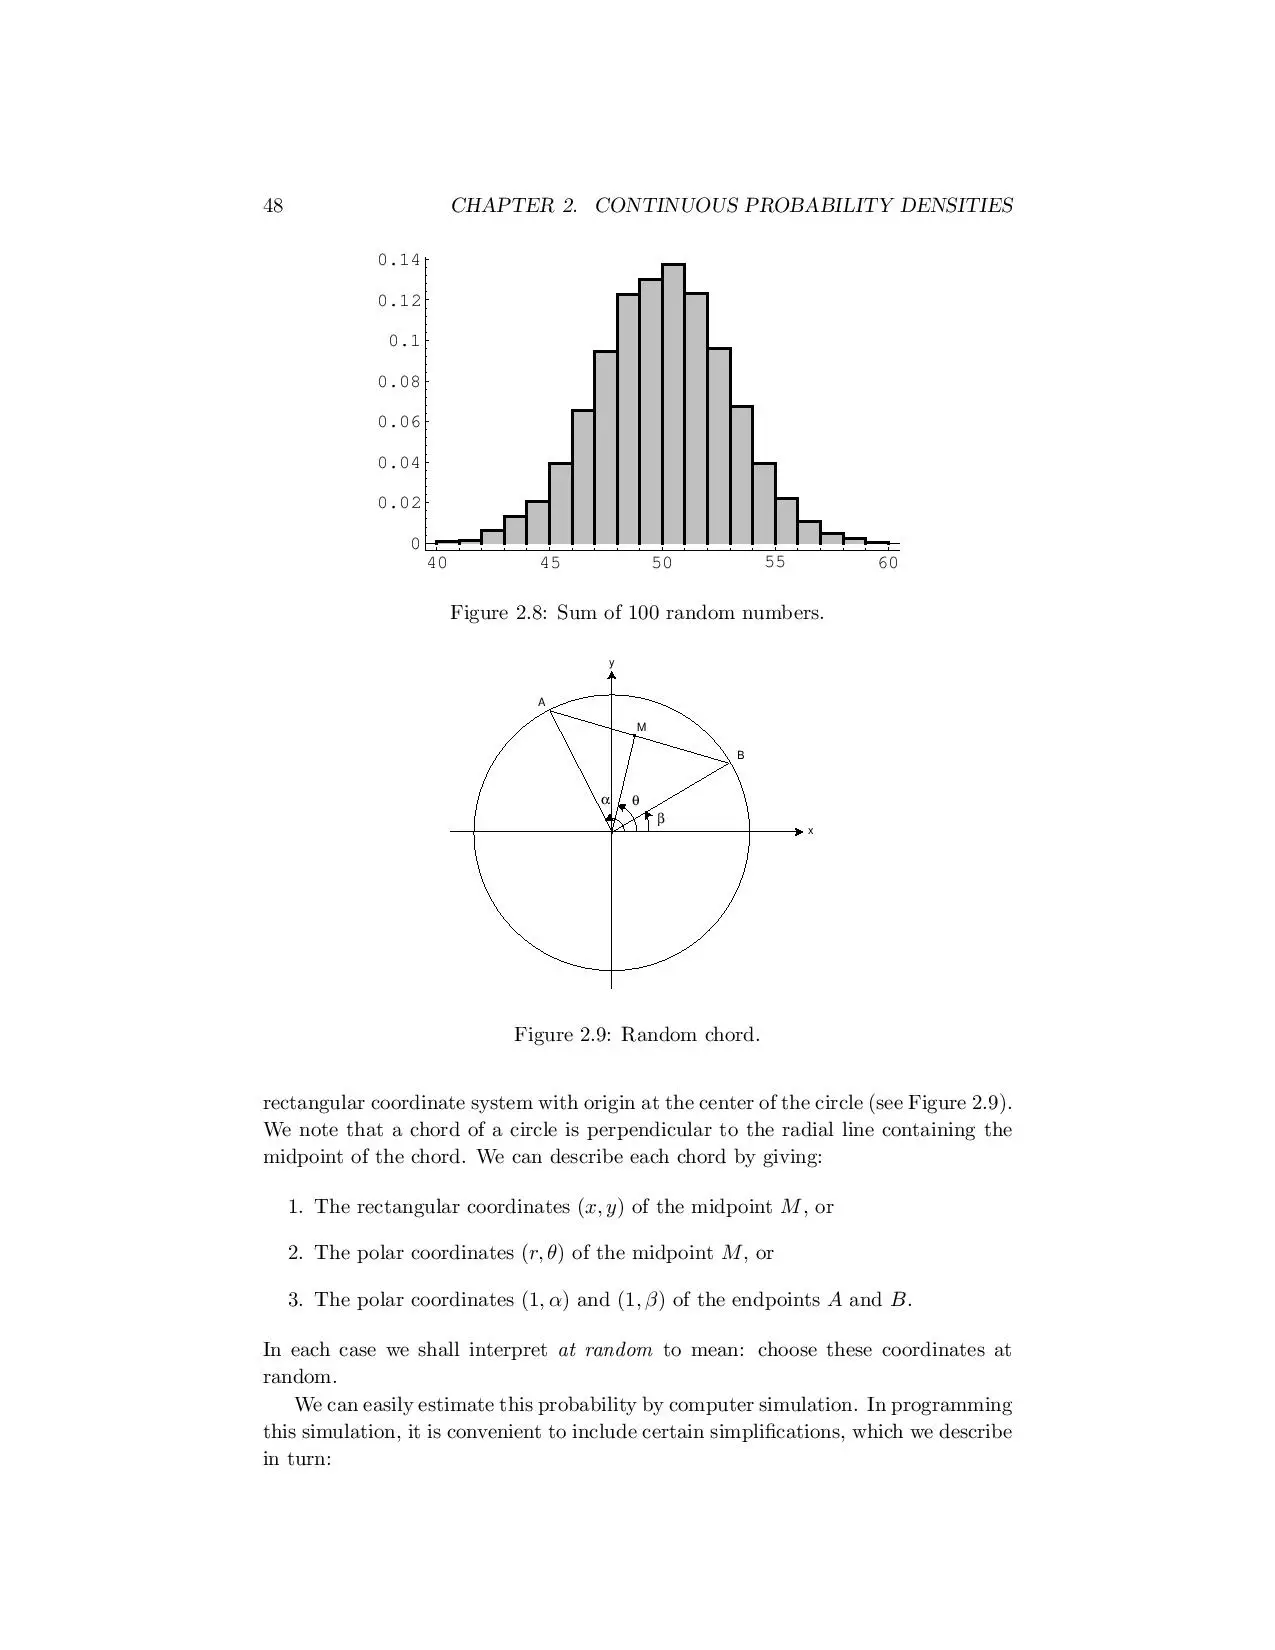 48 CHAPTER 2. CONTINUOUS PROBABILITY DENSITIES
0.14
0.12
0.1
0.08
0.06
0.04
0.02
0
40 45 50 55 60
Figure 2.8: Sum of 100 random numbers.
y
A
M
B
α θ
β
x
Figure 2.9: Random chord.
rectangular coordinate system with origin at the center of the circle (see Figure 2.9).
We note that a chord of a circle is perpendicular to the radial line containing the
midpoint of the chord. We can describe each chord by giving:
1. The rectangular coordinates (x, y) of the midpoint M, or
2. The polar coordinates (r, θ) of the midpoint M, or
3. The polar coordinates (1, α) and (1, β) of the endpoints A and B.
In each case we shall interpret at random to mean: choose these coordinates at
random.
We can easily estimate this probability by computer simulation. In programming
this simulation, it is convenient to include certain simplifications, which we describe
in turn: